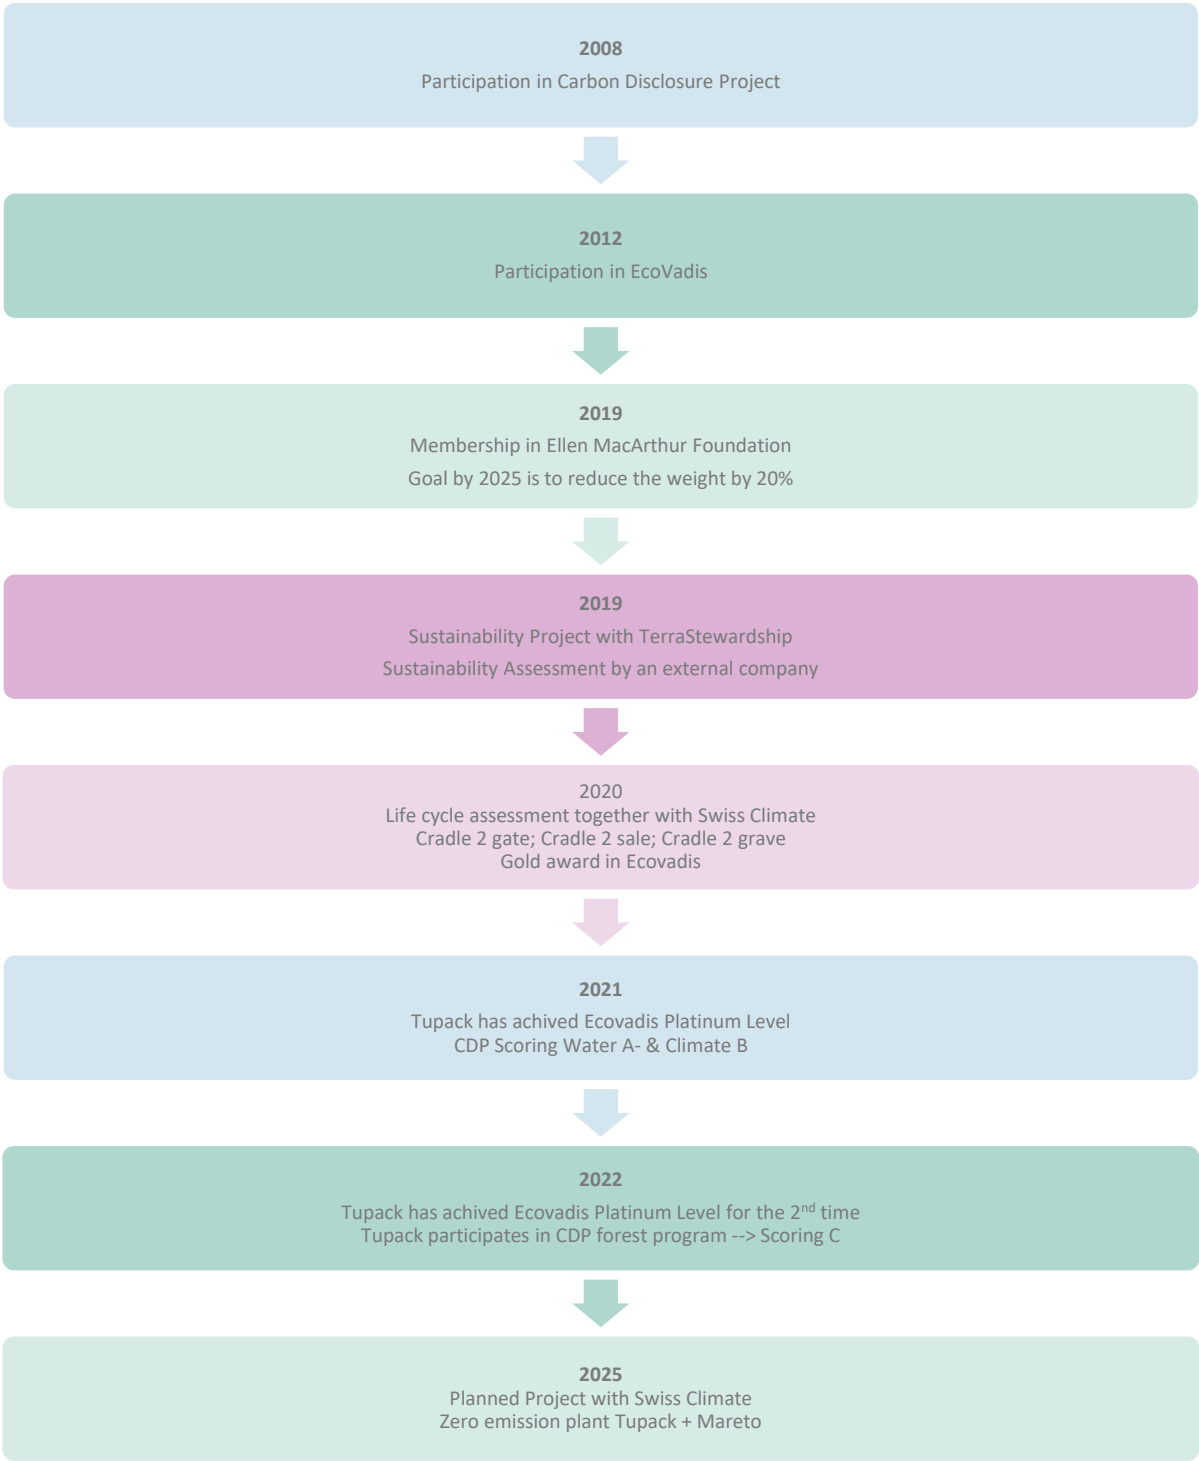 2008
Participation in Carbon Disclosure Project
2012
Participation in EcoVadis
2019
Membership in Ellen MacArthur Foundation
Goal by 2025 is to reduce the weight by 20%
2019
Sustainability Project with TerraStewardship
Sustainability Assessment by an external company
2020
Life cycle assessment together with Swiss Climate
Cradle 2 gate; Cradle 2 sale; Cradle 2 grave
Gold award in Ecovadis
2021
Tupack has achived Ecovadis Platinum Level
CDP Scoring Water A- & Climate B
2022
Tupack has achived Ecovadis Platinum Level for the 2nd time
Tupack participates in CDP forest program --> Scoring C
2025
Planned Project with Swiss Climate
Zero emission plant Tupack + Mareto